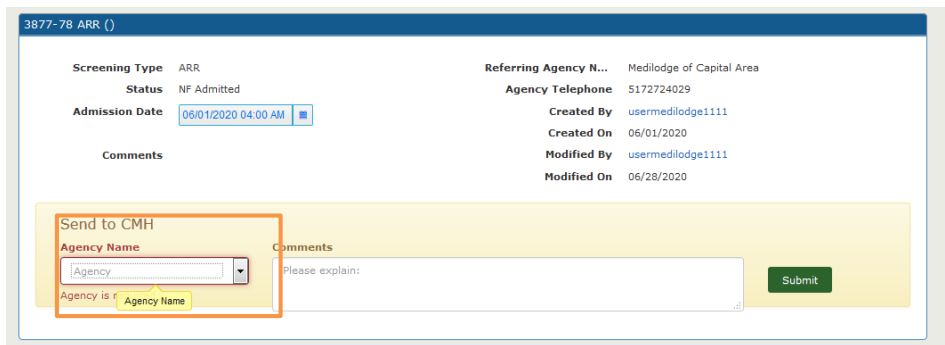 3877-78 ARR ()
Screening Type ARR
Status NF Admitted
Admission Date 06/01/2020 04:00 AM
Comments
Referring Agency N... Medilodge of Capital Area
Agency Telephone 5172724029
Created By usermedilodge1111
Created On 06/01/2020
Modified By usermedilodge1111
Modified On 06/28/2020
Send to CMH
Agency Name
Agency
Agency is
Agency Name
Comments
Please explain:
Submit